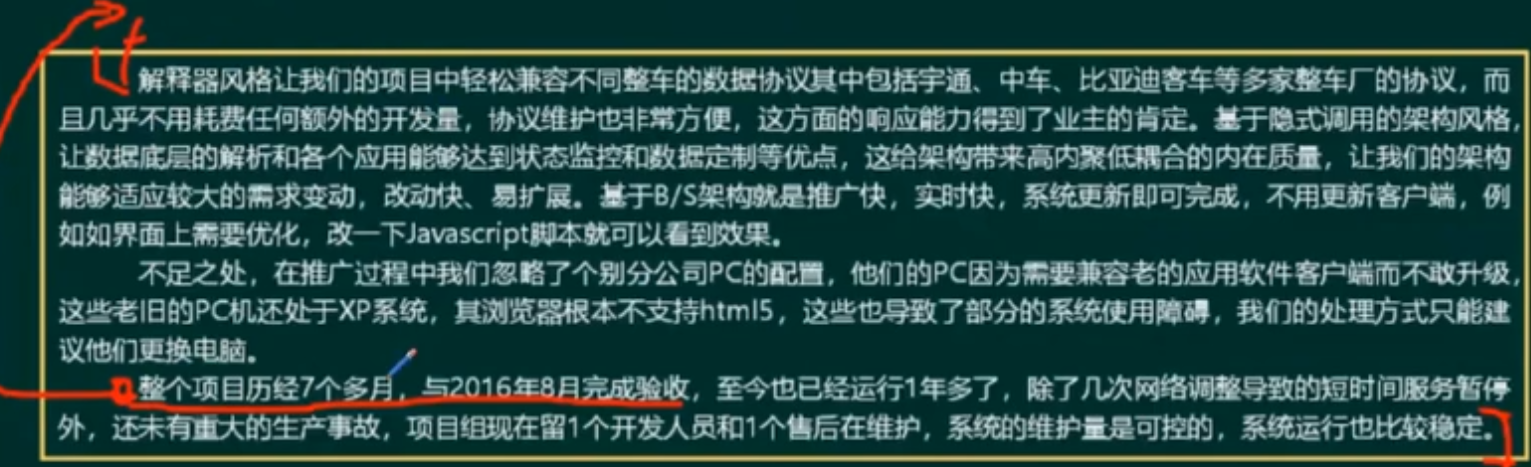 解释器风格让我们的项目中轻松兼容不同整车的数据协议其中包括宇通、中车、比亚迪客车等多家整车厂的协议，而
且几乎不用耗费任何额外的开发量，协议维护也非常方便，这方面的响应能力得到了业主的肯定。基于隐式调用的架构风格，
让数据底层的解析和各个应用能够达到状态监控和数据定制等优点，这给架构带来高内聚低耦合的内在质量，让我们的架构
能够适应较大的需求变动，改动快、易扩展。基于B/S架构就是推广快，实时快，系统更新即可完成，不用更新客户端，例
如如界面上需要优化，改一下Javascript脚本就可以看到效果。
不足之处，在推广过程中我们忽略了个别分公司PC的配置，他们的PC因为需要兼容老的应用软件客户端而不敢升级，
这些老旧的PC机还处于XP系统，其浏览器根本不支持html5，这些也导致了部分的系统使用障碍，我们的处理方式只能建
议他们更换电脑。
整个项目历经7个多月，与2016年8月完成验收，至今也已经运行1年多了，除了几次网络调整导致的短时间服务暂停
外，还未有重大的生产事故，项目组现在留1个开发人员和1个售后在维护，系统的维护量是可控的，系统运行也比较稳定。